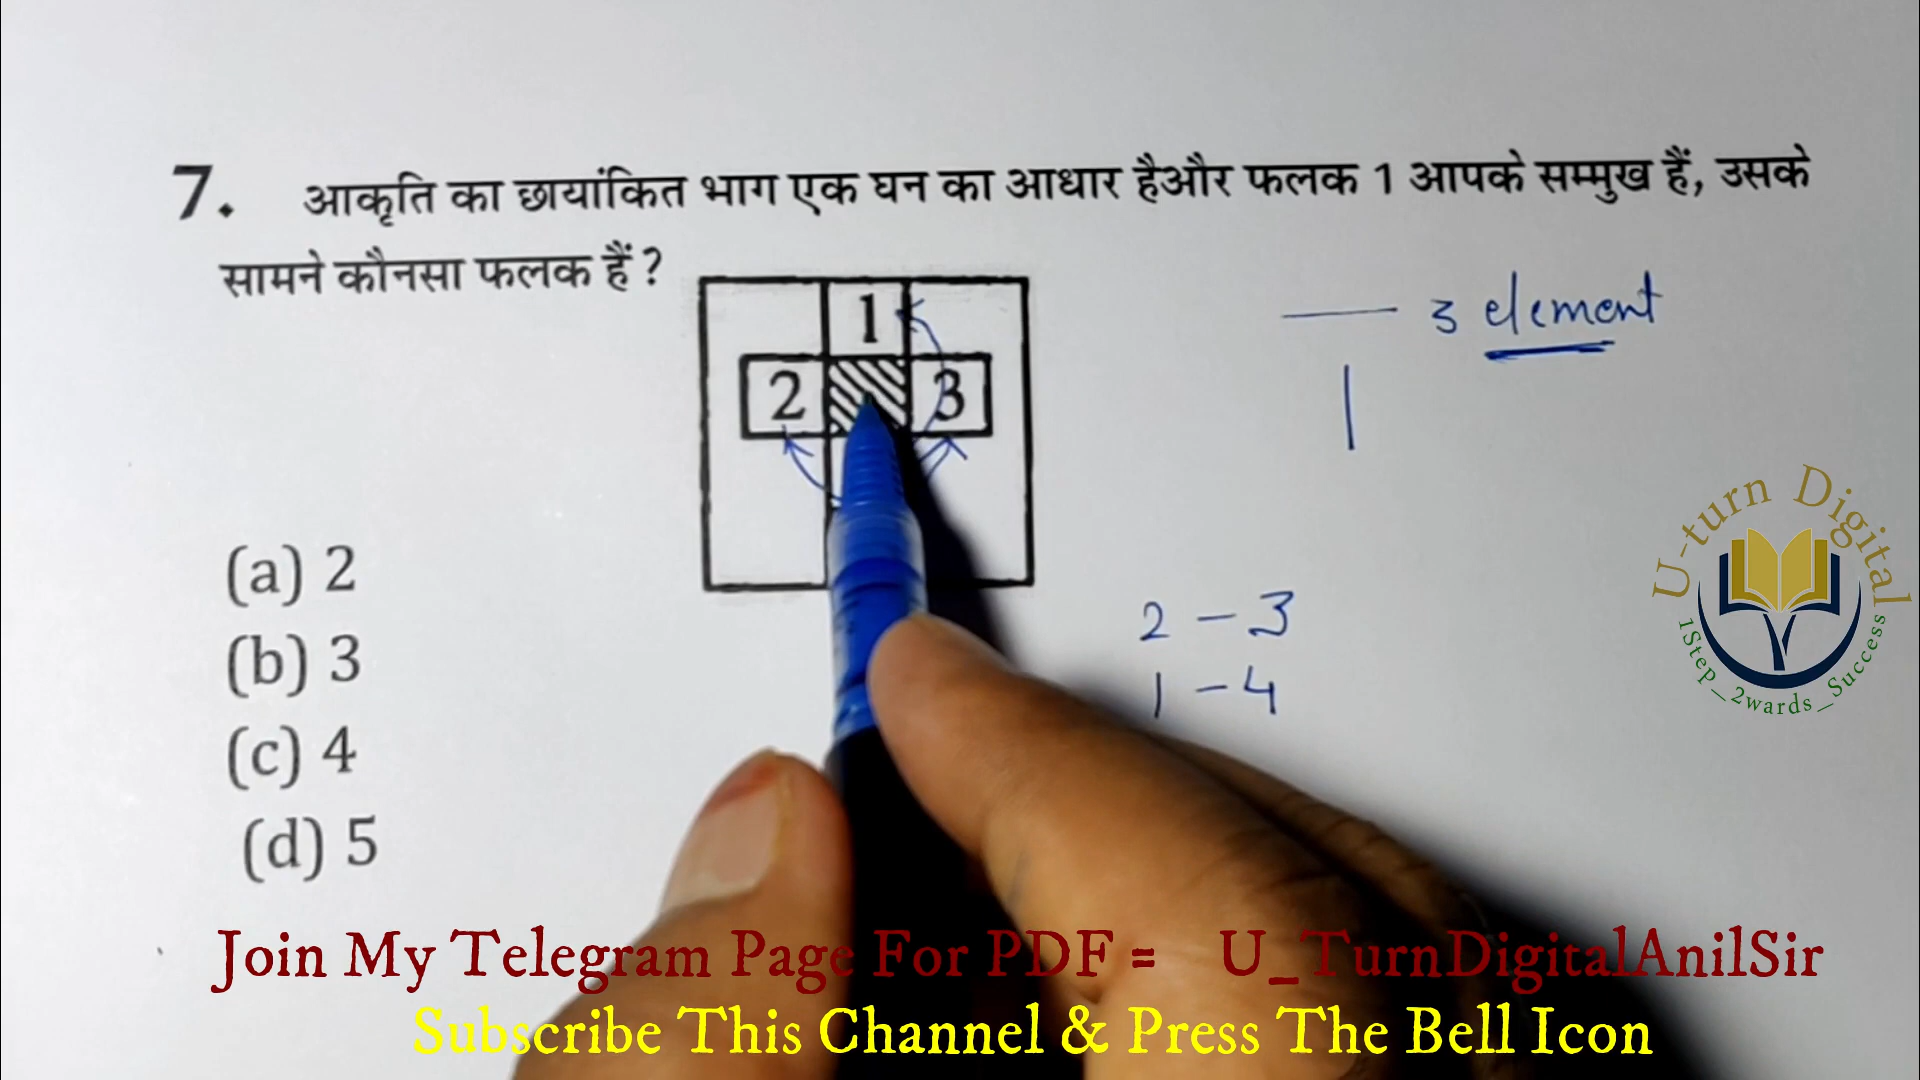 7. आकृति का छायांकित भाग एक घन का आधार हैऔर फलक 1 आपके सम्मुख हैं, उसके
सामने कौनसा फलक हैं ?
1
2 3
3 element
(a) 2
(b) 3
(c) 4
(d) 5
2 - 3
1 - 4
U-turn Digital
1Step_2wards_Success
Join My Telegram Page For PDF = U_TurnDigitalAnilSir
Subscribe This Channel & Press The Bell Icon